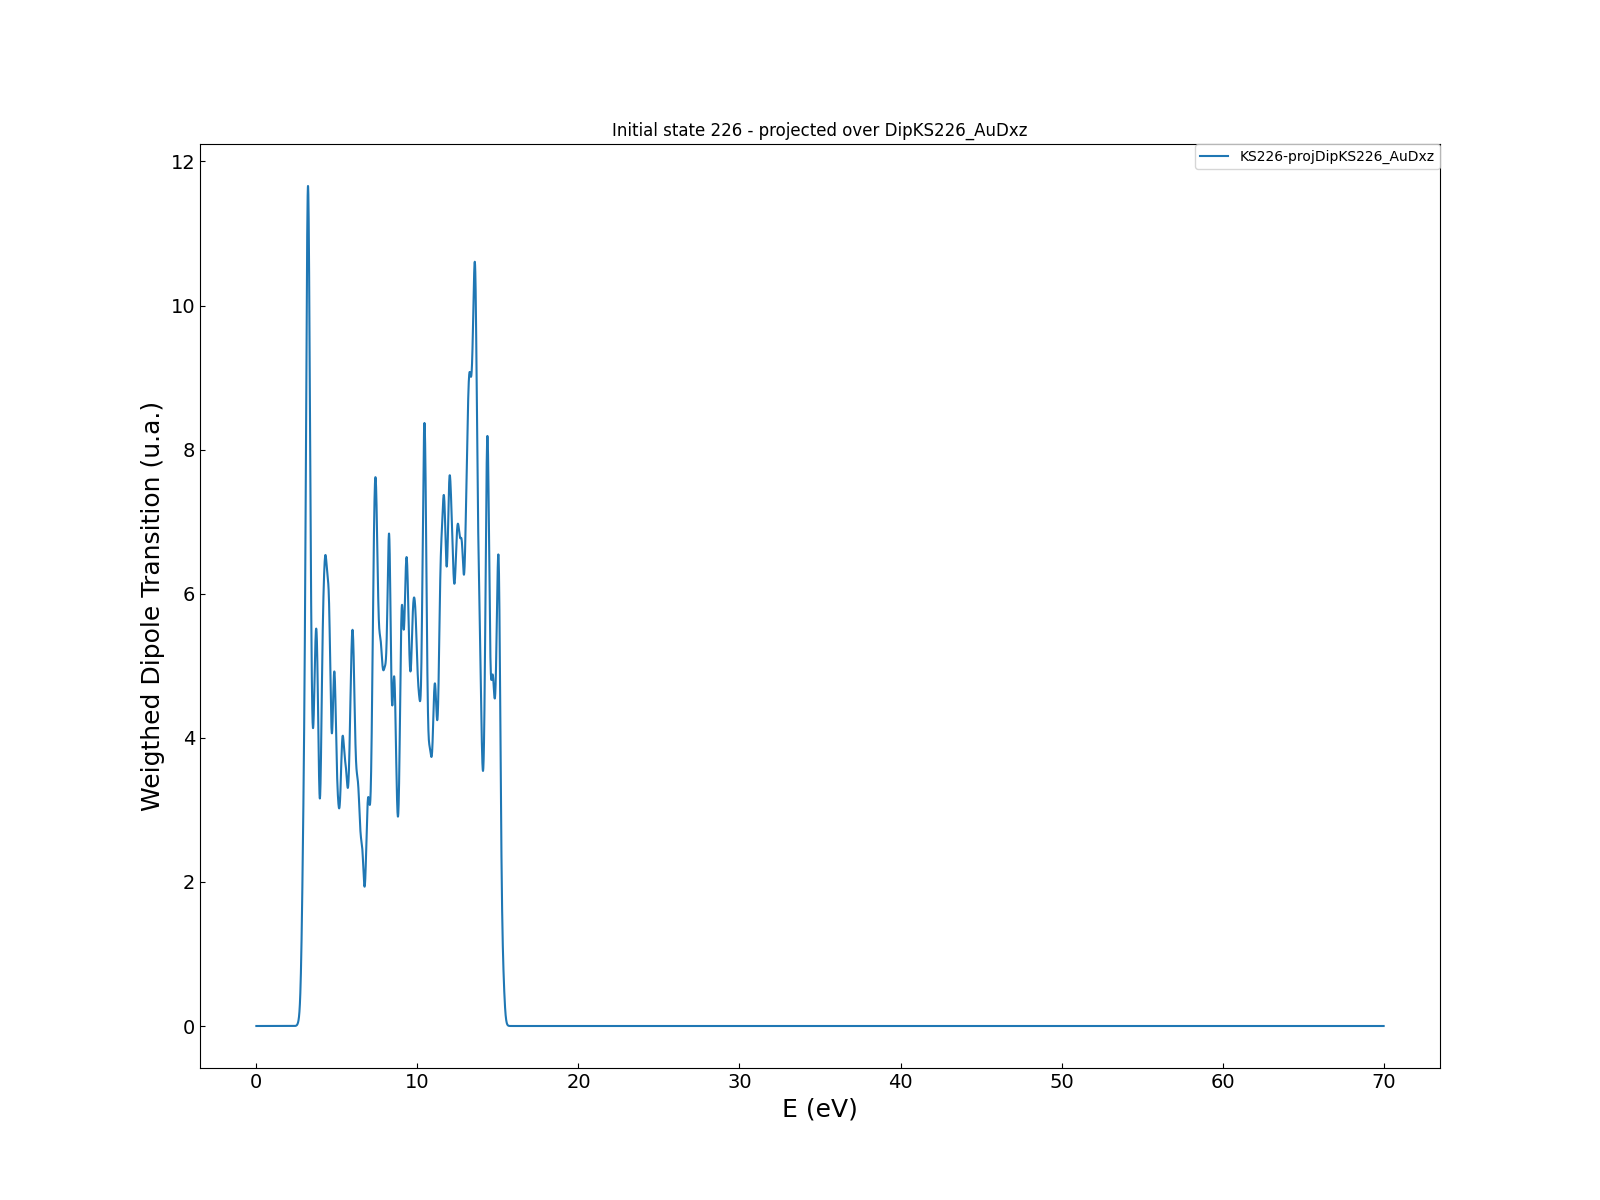 Initial state 226 - projected over DipKS226_AuDxz
KS226-projDipKS226_AuDxz
12
10
8
6
4
2
0
Weigthed Dipole Transition (u.a.)
0 10 20 30 40 50 60 70
E (eV)